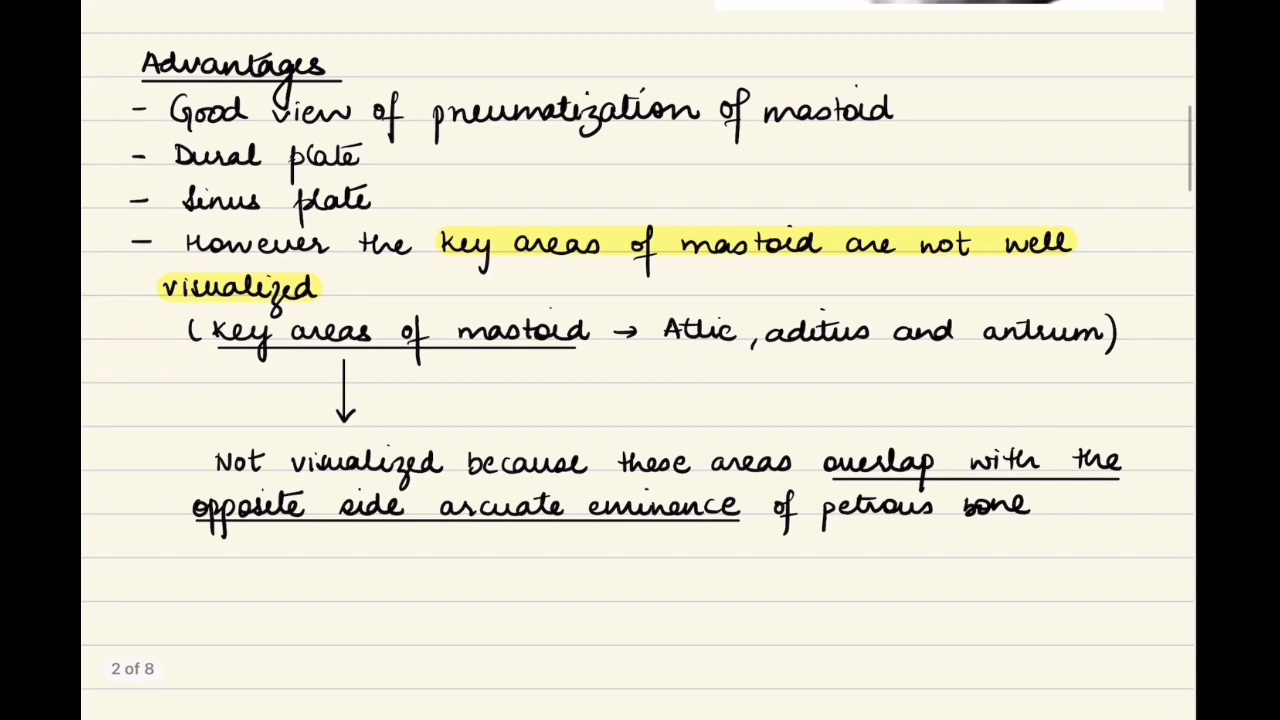 Advantages
- Good view of pneumatization of mastoid
- Dural plate
- Sinus plate
- However the key areas of mastoid are not well
visualized
(key areas of mastoid → Attic, aditus and antrum)
Not visualized because these areas overlap with the
opposite side arcuate eminence of petrous bone
2 of 8